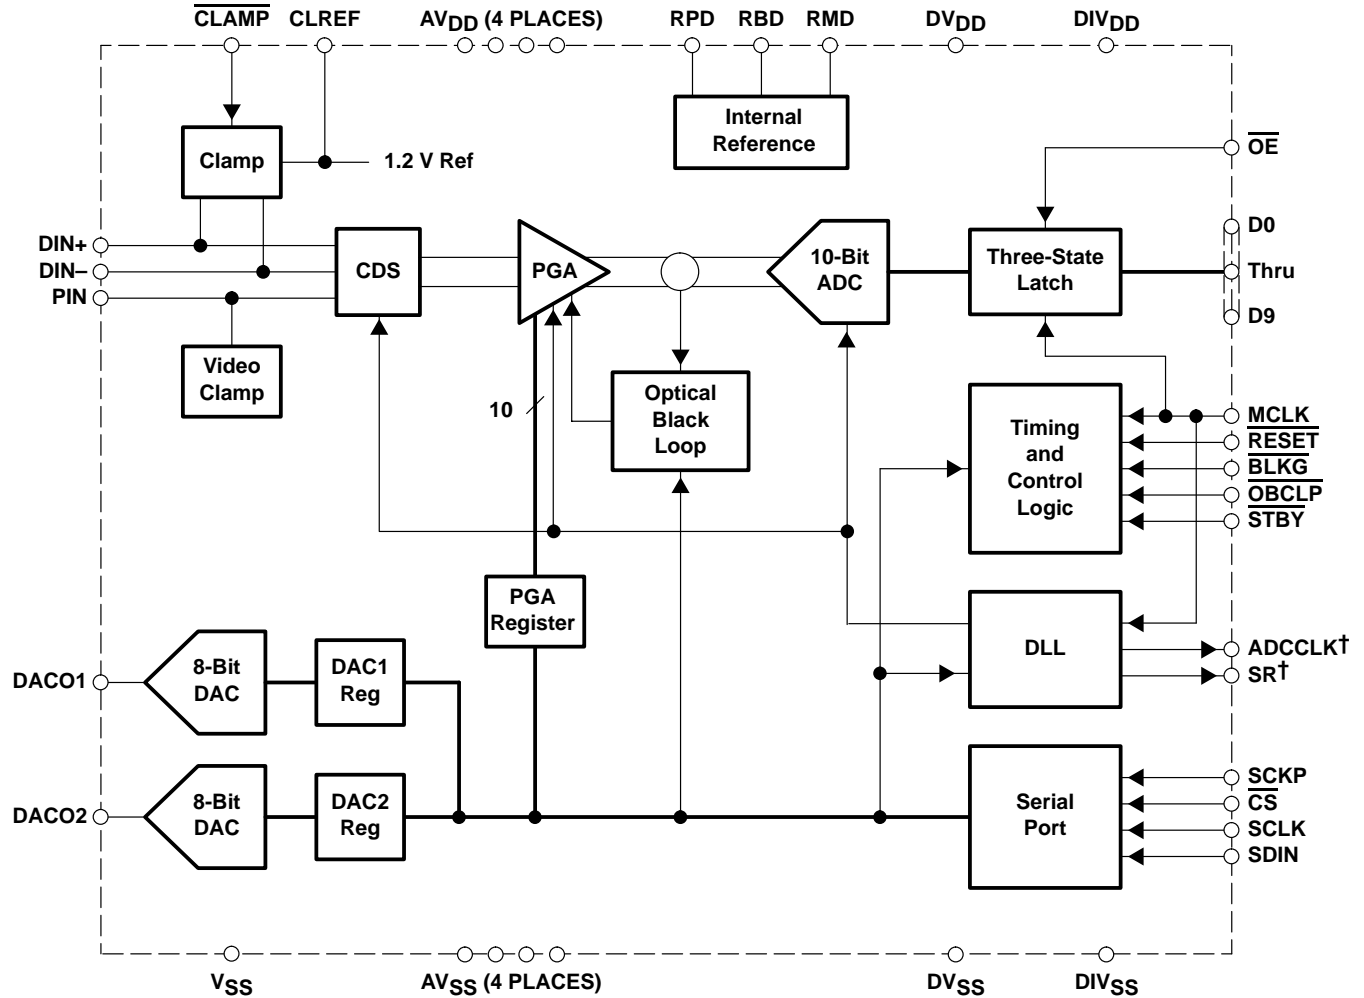 CLAMP CLREF AVDD (4 PLACES) RPD RBD RMD DVDD DIVDD
Internal
Reference
Clamp
1.2 V Ref
OE
DIN+
DIN–
PIN
CDS
PGA
10-Bit
ADC
Three-State
Latch
D0
Thru
D9
Video
Clamp
10
Optical
Black
Loop
Timing
and
Control
Logic
MCLK
RESET
BLKG
OBCLP
STBY
PGA
Register
DLL
ADCCLK†
SR†
DACO1
8-Bit
DAC
DAC1
Reg
DACO2
8-Bit
DAC
DAC2
Reg
Serial
Port
SCKP
CS
SCLK
SDIN
VSS AVSS (4 PLACES) DVSS DIVSS